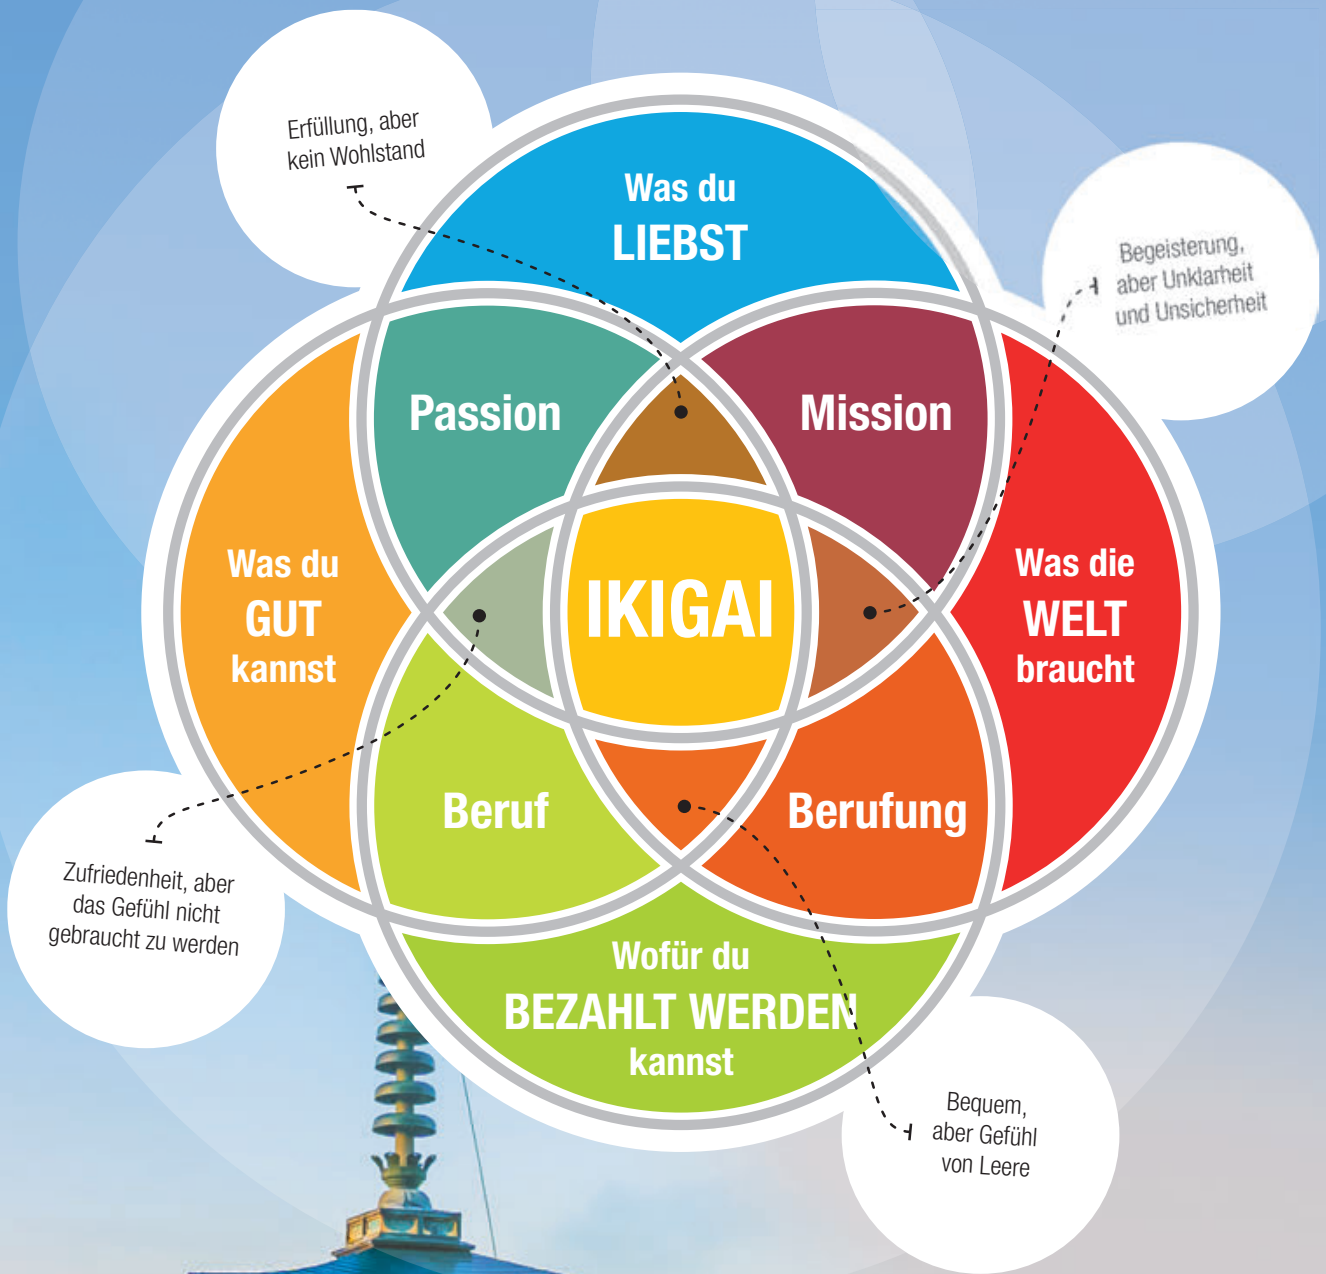 Erfüllung, aber
kein Wohlstand
Was du
LIEBST
Begeisterung,
aber Unklarheit
und Unsicherheit
Passion
Mission
Was du
GUT
kannst
IKIGAI
Was die
WELT
braucht
Beruf
Berufung
Zufriedenheit, aber
das Gefühl nicht
gebraucht zu werden
Wofür du
BEZAHLT WERDEN
kannst
Bequem,
aber Gefühl
von Leere